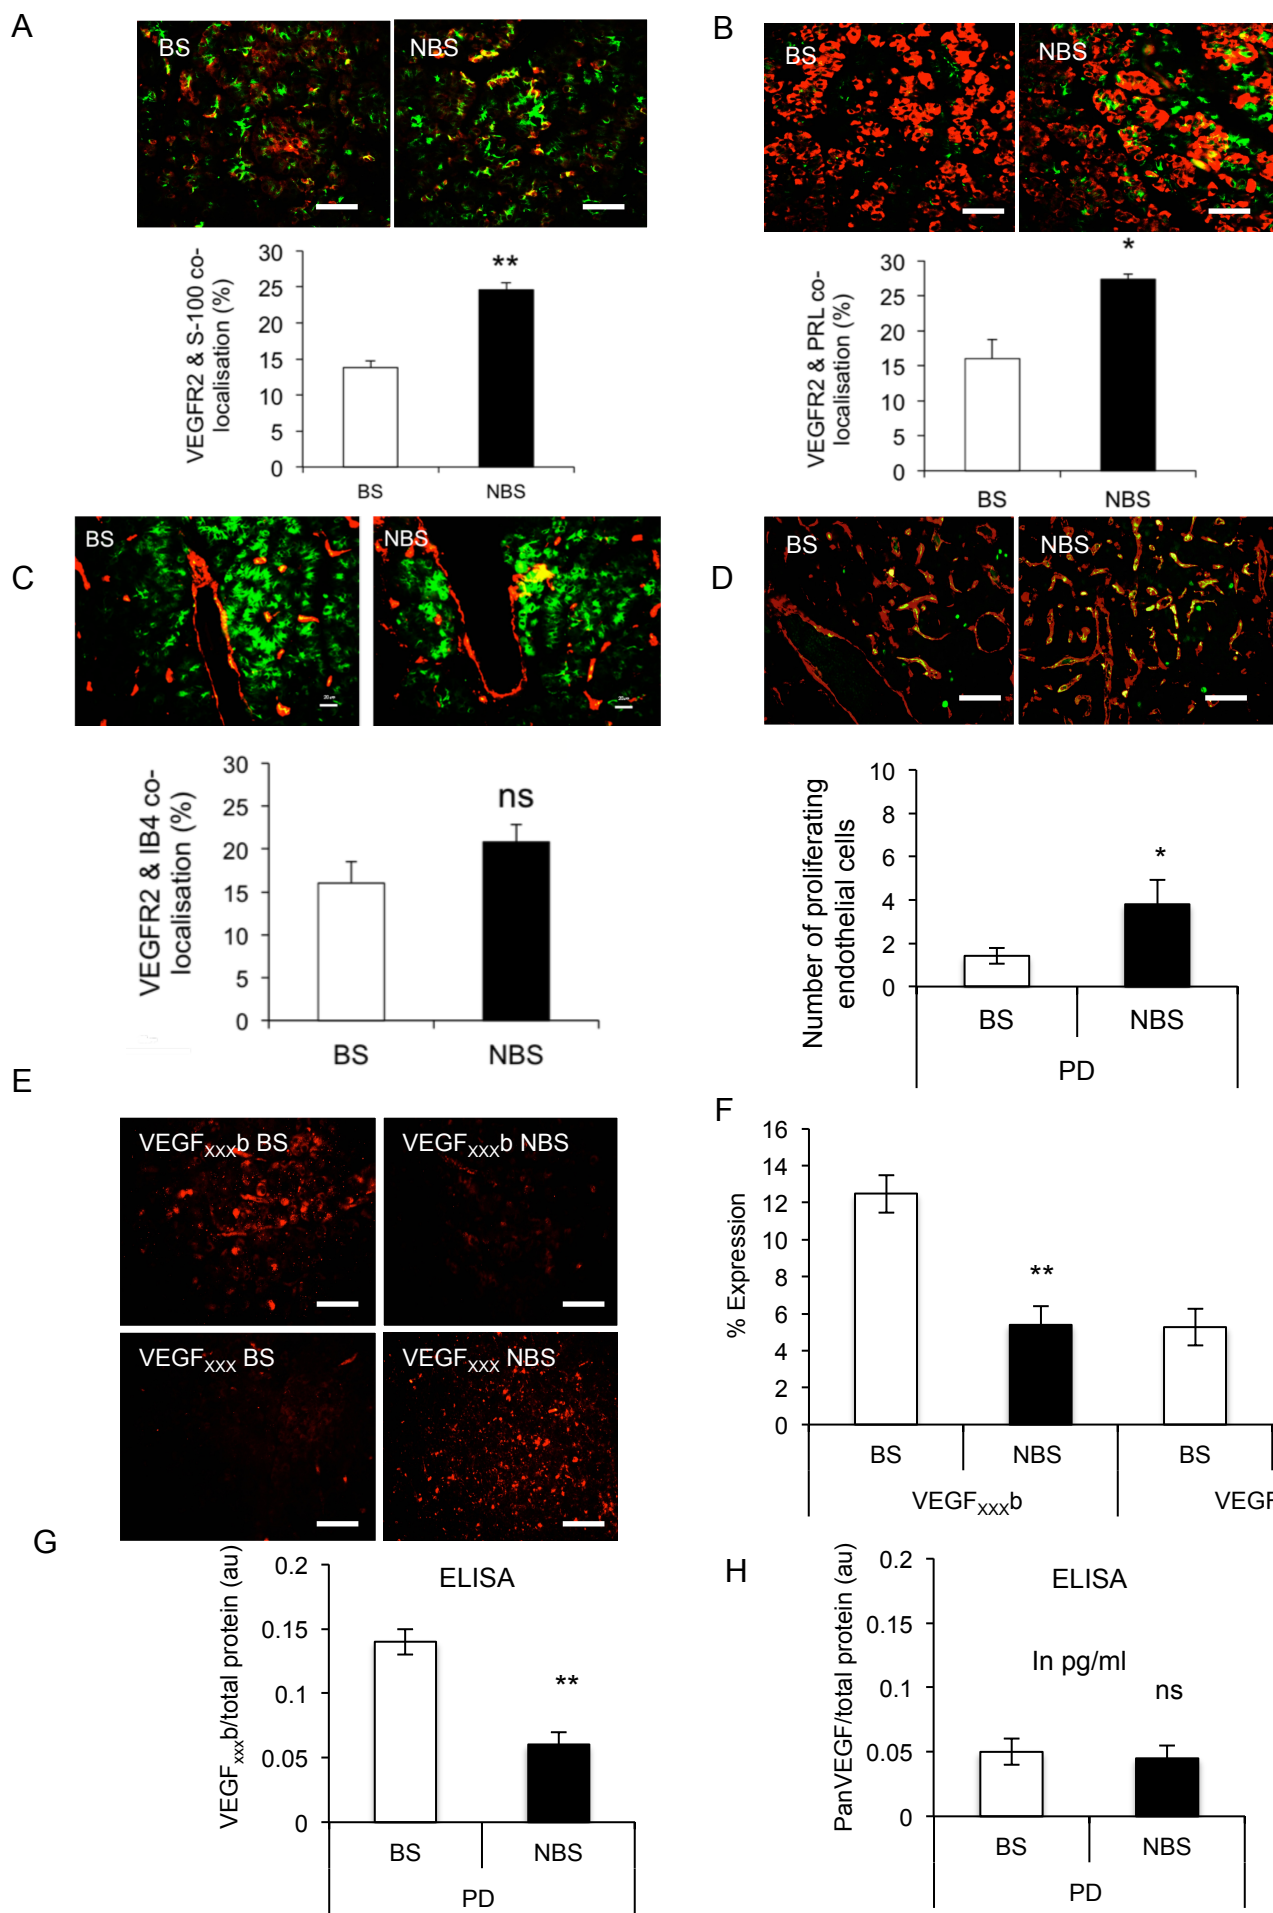 A
BS
NBS
VEGFR2 & S-100 co-
localisation (%)
30
25
20
15
10
5
0
**
BS
NBS
B
BS
NBS
VEGFR2 & PRL co-
localisation (%)
30
25
20
15
10
5
0
*
BS
NBS
C
BS
NBS
20µm
20µm
VEGFR2 & IB4 co-
localisation (%)
30
25
20
15
10
5
0
ns
BS
NBS
D
BS
NBS
Number of proliferating
endothelial cells
10
8
6
4
2
0
*
BS
NBS
PD
E
VEGFxxxb BS
VEGFxxxb NBS
VEGFxxx BS
VEGFxxx NBS
F
% Expression
16
14
12
10
8
6
4
2
0
**
BS
NBS
BS
VEGFxxxb
VEGF
G
VEGFxxxb/total protein (au)
0.2
0.15
0.1
0.05
0
ELISA
**
BS
NBS
PD
H
PanVEGF/total protein (au)
0.2
0.15
0.1
0.05
0
ELISA
In pg/ml
ns
BS
NBS
PD